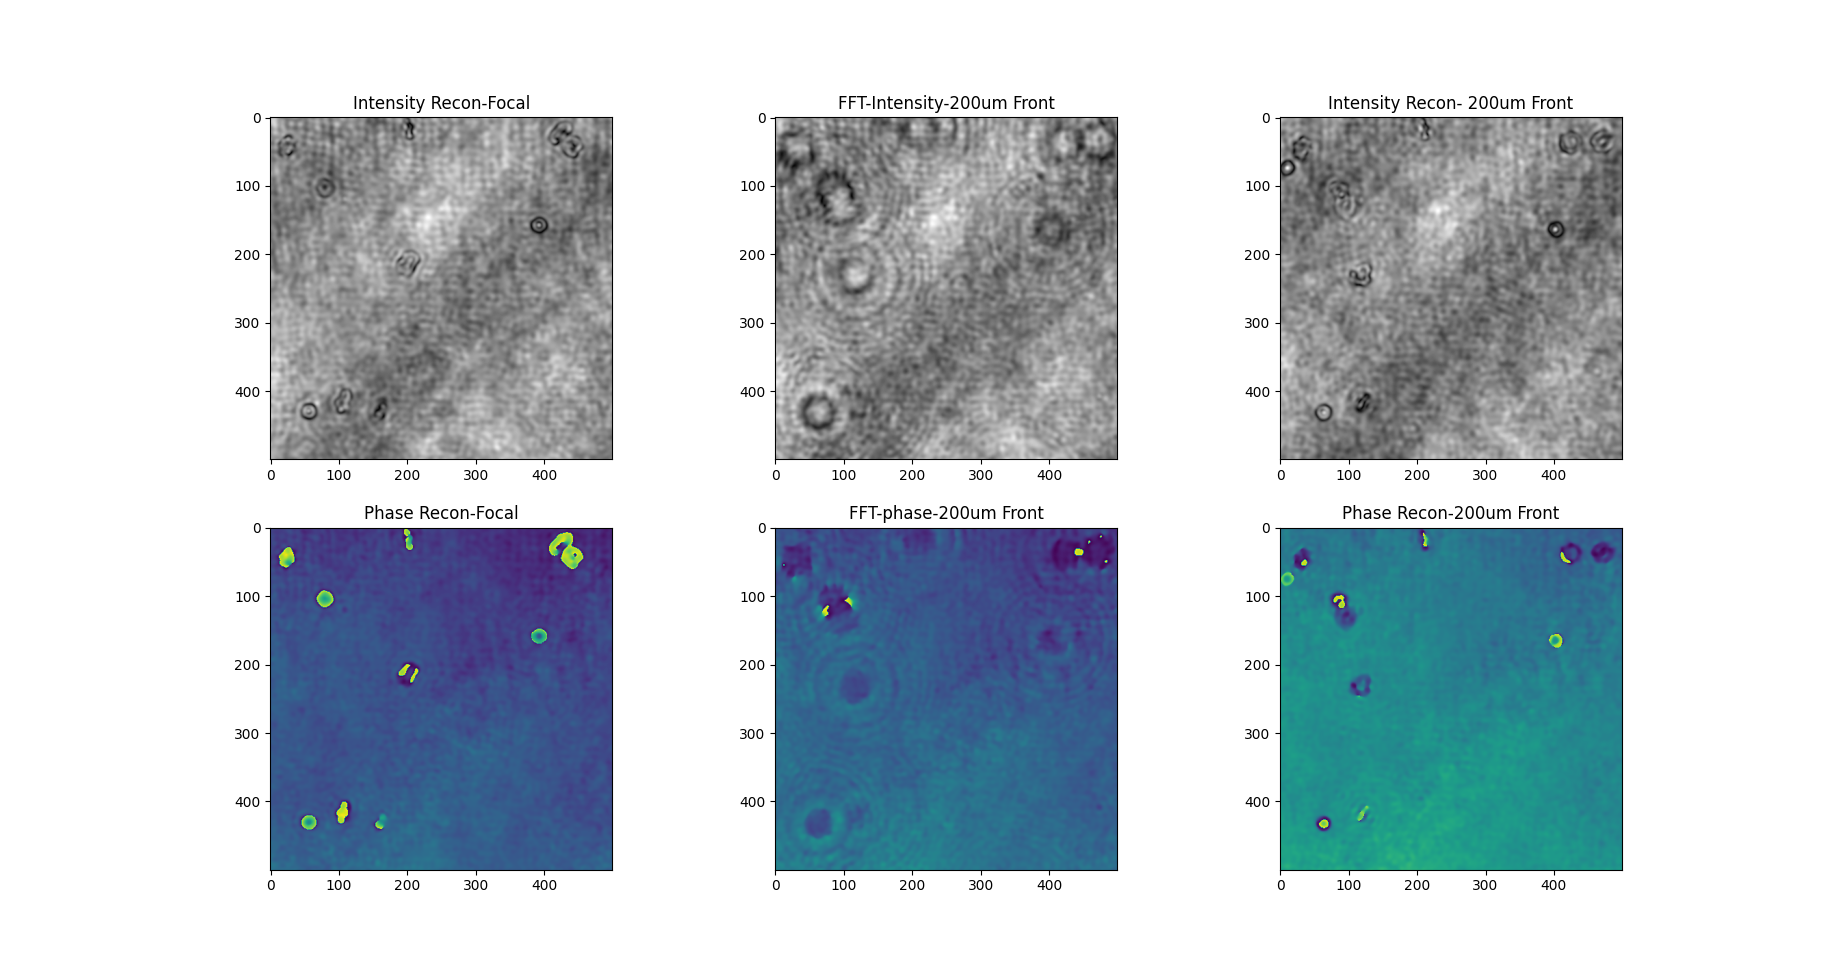 Intensity Recon-Focal
FFT-Intensity-200um Front
Intensity Recon- 200um Front
0
100
200
300
400
0 100 200 300 400
0
100
200
300
400
0 100 200 300 400
0
100
200
300
400
0 100 200 300 400
Phase Recon-Focal
FFT-phase-200um Front
Phase Recon-200um Front
0
100
200
300
400
0 100 200 300 400
0
100
200
300
400
0 100 200 300 400
0
100
200
300
400
0 100 200 300 400